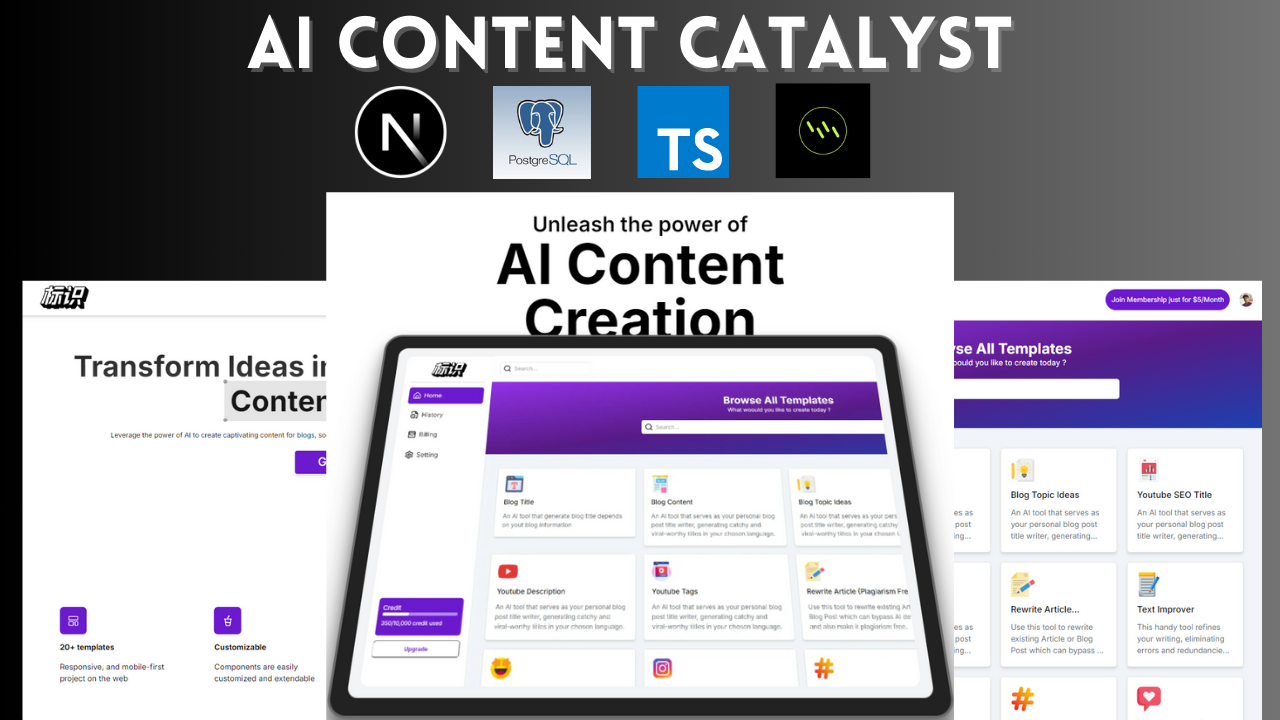 AI CONTENT CATALYST
N
PostgreSQL
TS
Unleash the power of
AI Content
Creation
标识
Transform Ideas in
Conten
Leverage the power of AI to create captivating content for blogs, so
G
20+ templates
Responsive, and mobile-first
project on the web
Customizable
Components are easily
customized and extendable
标识
Search...
Home
History
Billing
Setting
Credit
350/10,000 credit used
Upgrade
Browse All Templates
What woould you like to create today ?
Search...
Blog Title
An AI tool that generate blog title depends
on yout blog information
Blog Content
An AI tool that serves as your personal blog
post title writer, generating catchy and
viral-worthy titles in your chosen language.
Blog Topic Ideas
An AI tool that serves as your pers
post title writer, generating catchy
viral-worthy titles in your chosen
Youtube Description
An AI tool that serves as your personal blog
post title writer, generating catchy and
viral-worthy titles in your chosen language.
Youtube Tags
An AI tool that serves as your personal blog
post title writer, generating catchy and
viral-worthy titles in your chosen language.
Rewrite Article (Plagiarism Fre
Use this tool to rewrite existing Art
Blog Post which can bypass AI de
and also make it plagiarism free.
Join Membership just for $5/Month
wse All Templates
oould you like to create today ?
es as
post
Blog Topic Ideas
An AI tool that serves as
your personal blog post
title writer, generating...
Youtube SEO Title
An AI tool that serves as
your personal blog post
title writer, generating...
es as
post
ng...
Rewrite Article...
Use this tool to rewrite
existing Article or Blog
Post which can bypass ...
Text Improver
This handy tool refines
your writing, eliminating
errors and redundancie...